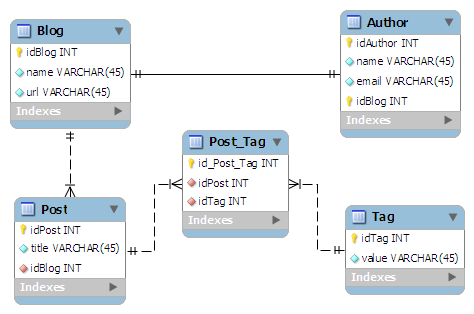 Blog
idBlog INT
name VARCHAR(45)
url VARCHAR(45)
Indexes
Author
idAuthor INT
name VARCHAR(45)
email VARCHAR(45)
idBlog INT
Indexes
Post_Tag
id_Post_Tag INT
idPost INT
idTag INT
Indexes
Post
idPost INT
title VARCHAR(45)
idBlog INT
Indexes
Tag
idTag INT
value VARCHAR(45)
Indexes